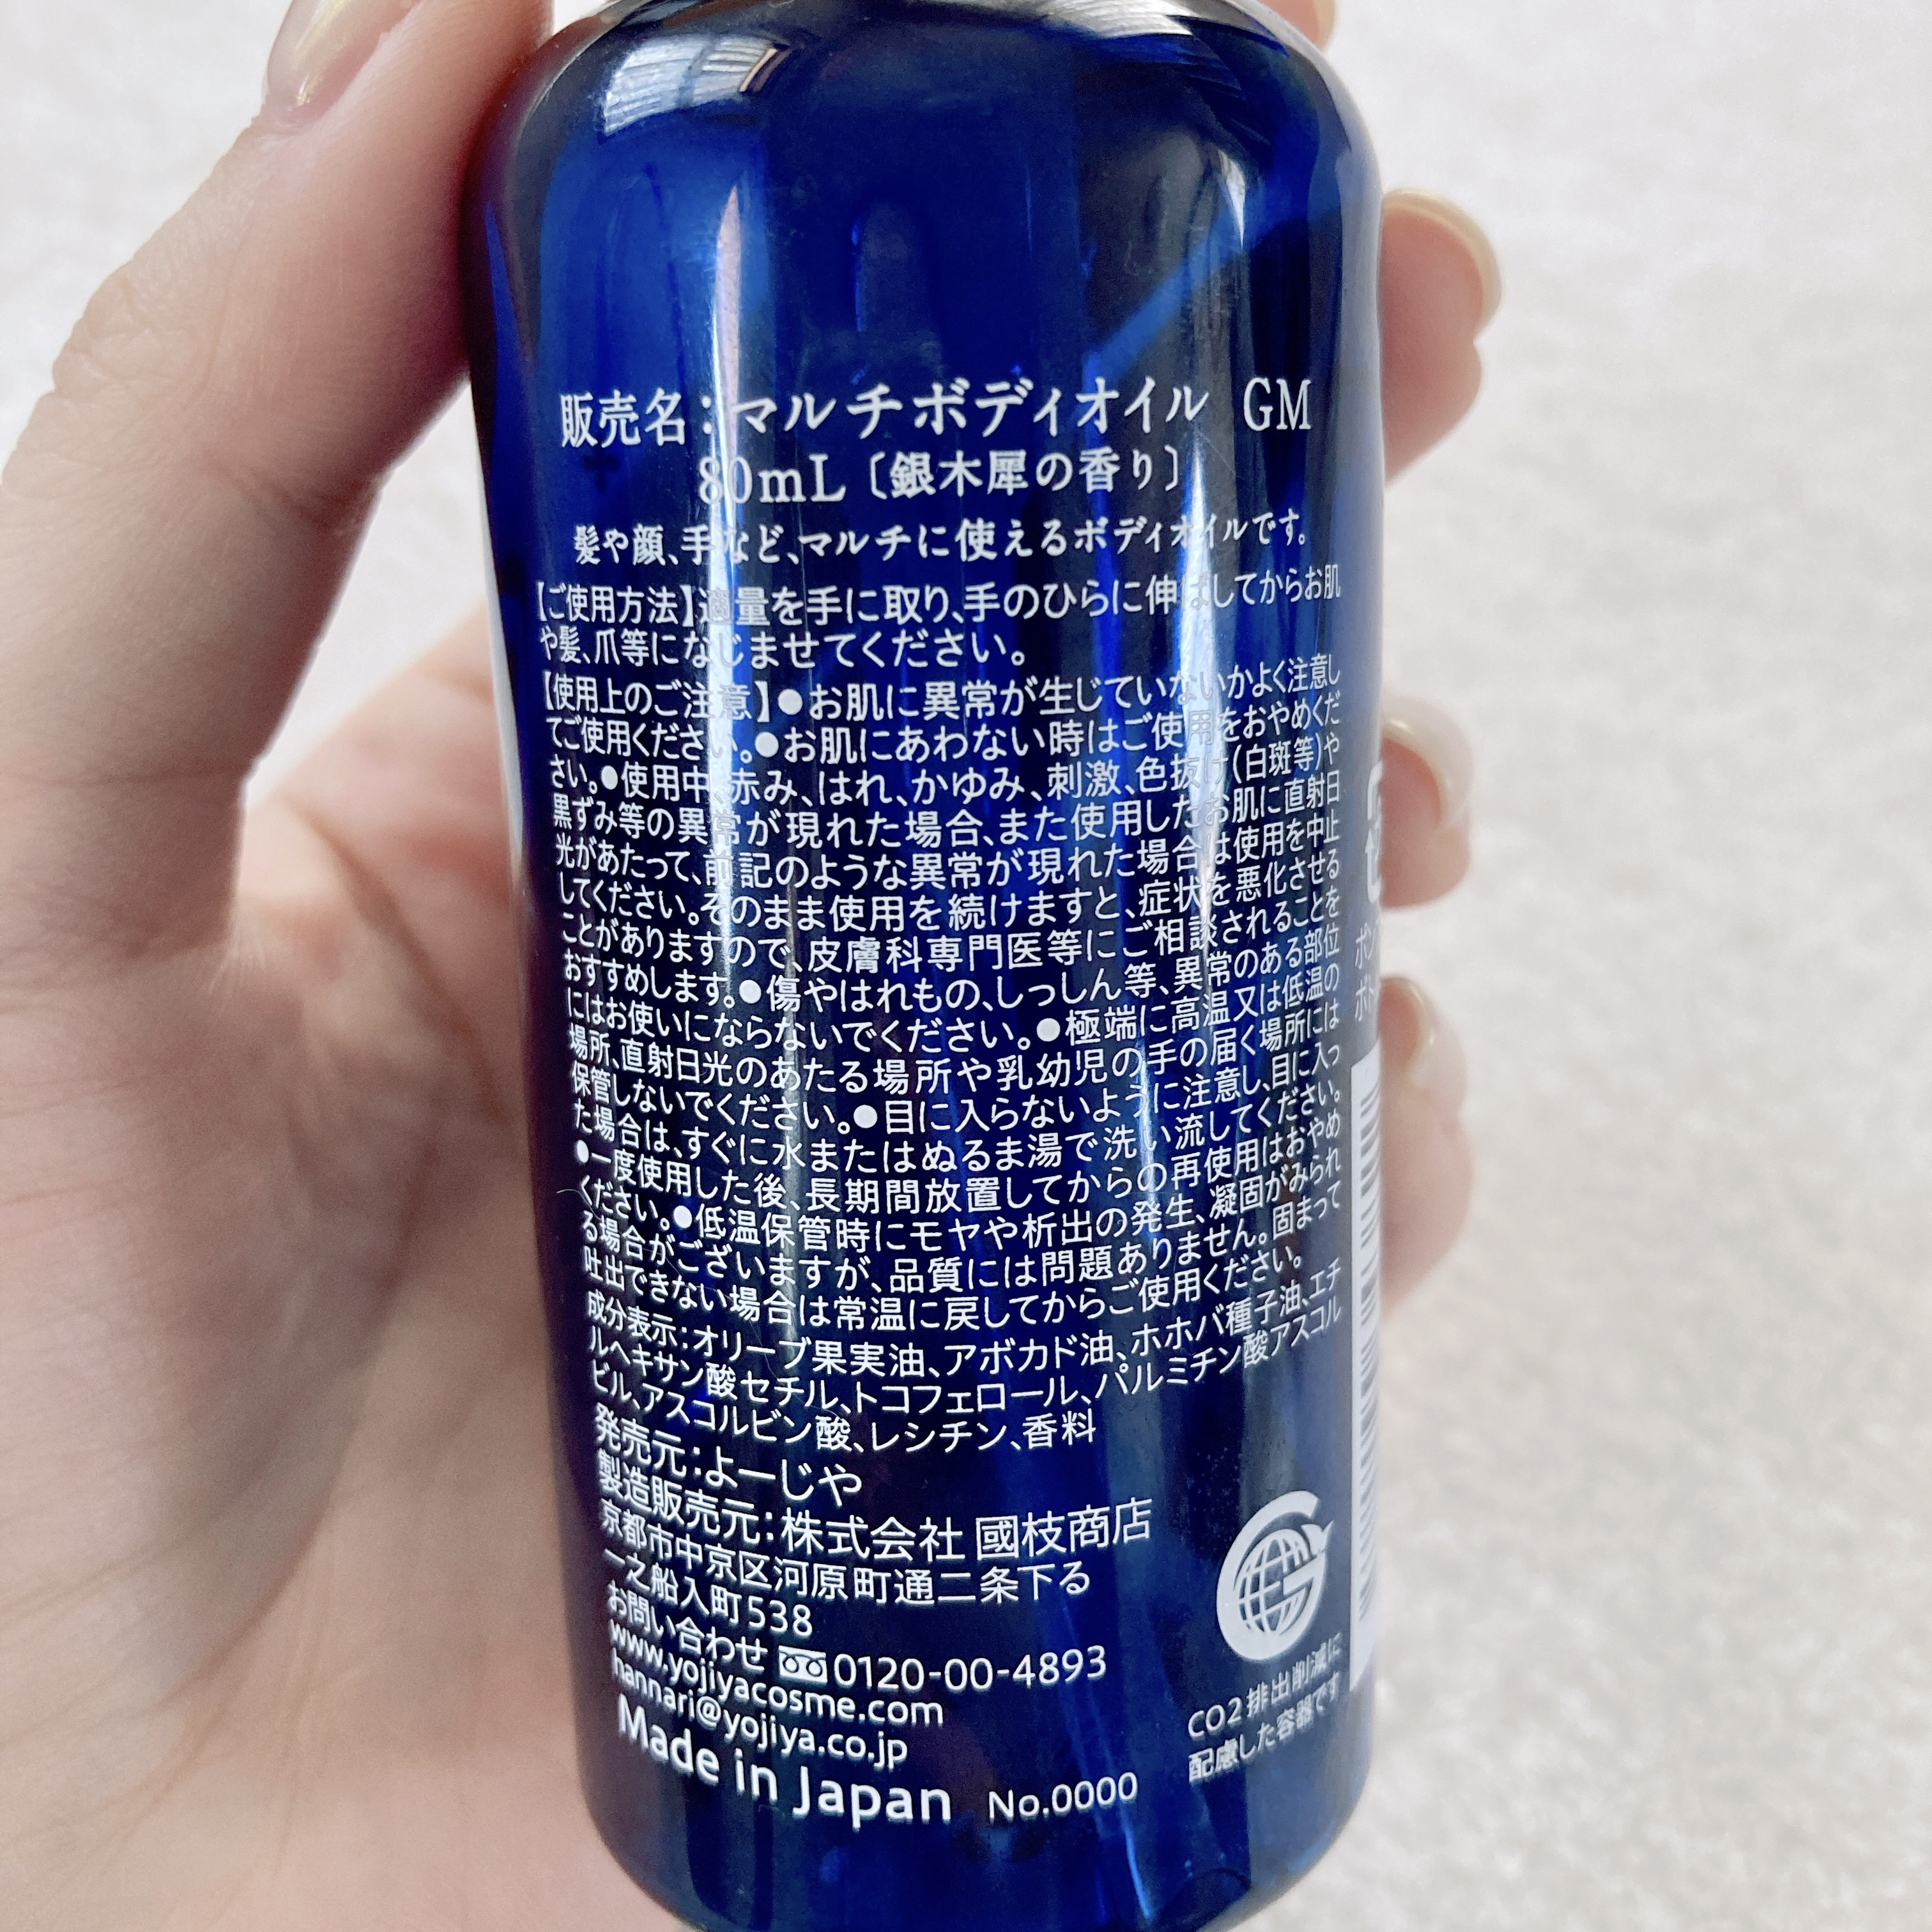 販売名：マルチボディオイル GM
80mL〔銀木犀の香り〕
髪や顔、手など、マルチに使えるボディオイルです。
【ご使用方法】適量を手に取り、手のひらに伸ばしてからお肌
や髪、爪等になじませてください。
【使用上のご注意】●お肌に異常が生じていないかよく注意し
てご使用ください。●お肌にあわない時はご使用をおやめくだ
さい。●使用中、赤み、はれ、かゆみ、刺激、色抜け(白斑等)や
黒ずみ等の異常が現れた場合、また使用したお肌に直射日
光があたって、前記のような異常が現れた場合は使用を中止
してください。そのまま使用を続けますと、症状を悪化させる
ことがありますので、皮膚科専門医等にご相談されることを
おすすめします。●傷やはれもの、しっしん等、異常のある部位
にはお使いにならないでください。●極端に高温又は低温の
場所、直射日光のあたる場所や乳幼児の手の届く場所には
保管しないでください。●目に入らないように注意し、目に入っ
た場合は、すぐに水またはぬるま湯で洗い流してください。
●一度使用した後、長期間放置してからの再使用はおやめ
ください。●低温保管時にモヤや析出の発生、凝固がみられ
る場合がございますが、品質には問題ありません。固まって
吐出できない場合は常温に戻してからご使用ください。
成分表示：オリーブ果実油、アボカド油、ホホバ種子油、エチ
ルヘキサン酸セチル、トコフェロール、パルミチン酸アスコル
ビル、アスコルビン酸、レシチン、香料
発売元：よーじや
製造販売元：株式会社 國枝商店
京都市中京区河原町通二条下る
一之船入町538
お問い合わせ 0120-00-4893
www.yojiyacosme.com
hannari@yojiya.co.jp
Made in Japan No.0000
CO2排出削減に
配慮した容器です